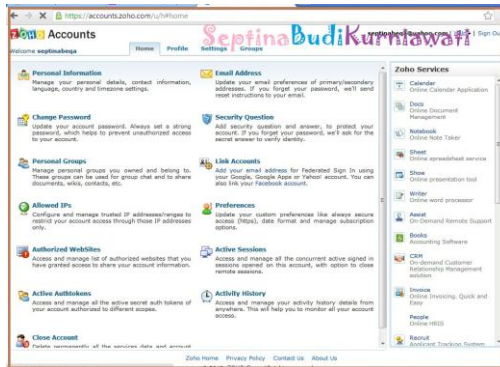 https://accounts.zoho.com/u/h#home
ZOHO Accounts
SeptinaBudiKurniawati
Sign Ou
Welcome septinabeqa
Home Profile Settings Groups
Personal Information
Manage your personal details, contact information,
language, country and timezone settings.
Email Address
Update your email preferences of primary/secondary
addresses. If you forget your password, we'll send
reset instructions to your email.
Change Password
Update your account password. Always set a strong
password, which helps to prevent unauthorized access
to your account.
Security Question
Add security question and answer, to protect your
account. If you forget your password, we'll ask for the
secret answer to verify identity.
Personal Groups
Manage personal groups you owned and belong to.
These groups can be used for group chat and to share
documents, wikis, contacts, etc.
Link Accounts
Add your email address for Federated Sign In using
your Google, Google Apps or Yahoo! account. You can
also link your Facebook account.
Allowed IPs
Configure and manage trusted IP addresses/ranges to
restrict your account access through those IP addresses
only.
Preferences
Update your custom preferences like always secure
access (https), date format and manage subscription
options.
Authorized WebSites
Access and manage list of authorized websites that you
have granted access to share your account information.
Active Sessions
Access and manage all the concurrent active signed in
sessions opened on this account, with option to close
remote sessions.
Active Authtokens
Access and manage all the active secret auth tokens of
your account authorized to different scopes.
Activity History
Access and manage your activity history details from
anywhere. This will help you to monitor all your account
access.
Close Account
Delete permanently all the services data and account
Zoho Services
Calendar
Online Calendar Application
Docs
Online Document
Management
Notebook
Online Note Taker
Sheet
Online spreadsheet service
Show
Online presentation tool
Writer
Online word processor
Assist
On-Demand Remote Support
Books
Accounting Software
CRM
On-demand Customer
Relationship Management
solution
Invoice
Online Invoicing. Quick and
Easy
People
Online HRIS
Recruit
Applicant Tracking System
Zoho Home Privacy Policy Contact Us About Us